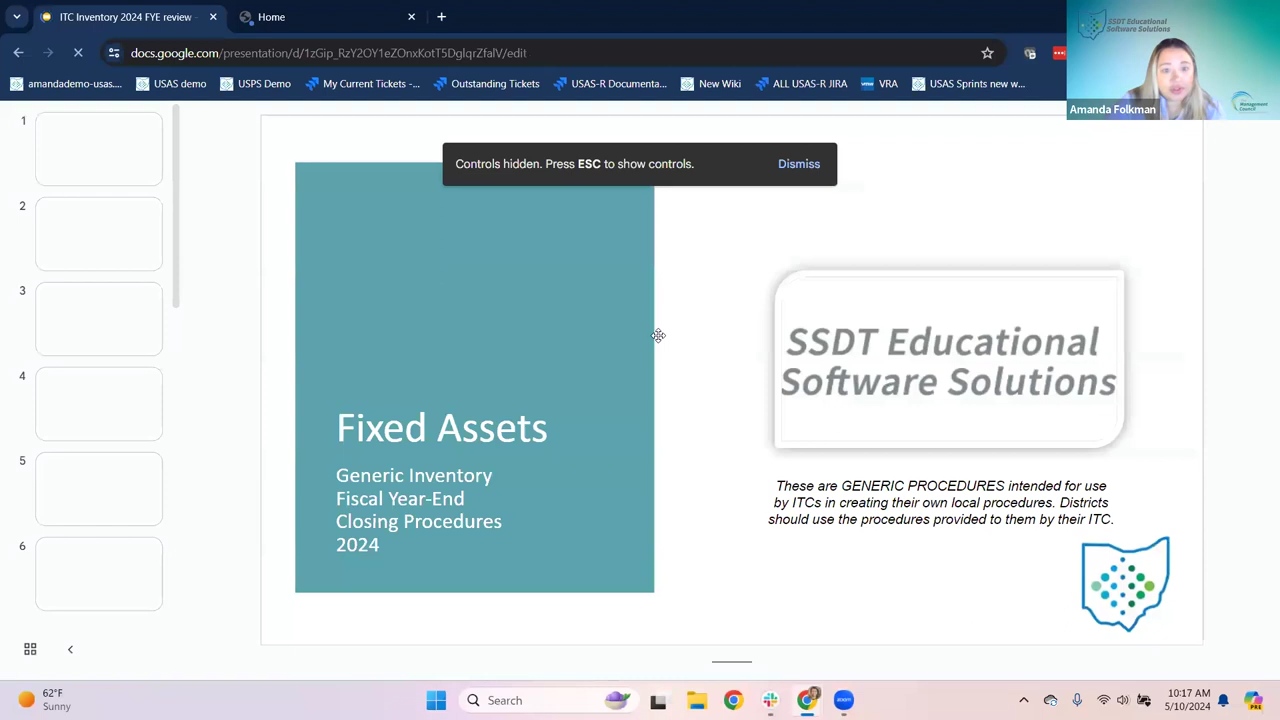 ITC Inventory 2024 FYE review -
Home
docs.google.com/presentation/d/1zGip_RzY2OY1eZOnxKotT5DgIqrZfalV/edit
amandademo-usas....
USAS demo
USPS Demo
My Current Tickets -...
Outstanding Tickets
USAS-R Documenta...
New Wiki
ALL USAS-R JIRA
VRA
USAS Sprints new w...
SSDT Educational
Software Solutions
Management
Council
Amanda Folkman
1
2
3
4
5
6
Controls hidden. Press ESC to show controls.
Dismiss
Fixed Assets
Generic Inventory
Fiscal Year-End
Closing Procedures
2024
SSDT Educational
Software Solutions
These are GENERIC PROCEDURES intended for use
by ITCs in creating their own local procedures. Districts
should use the procedures provided to them by their ITC.
62°F
Sunny
Search
zoom
10:17 AM
5/10/2024
PRE